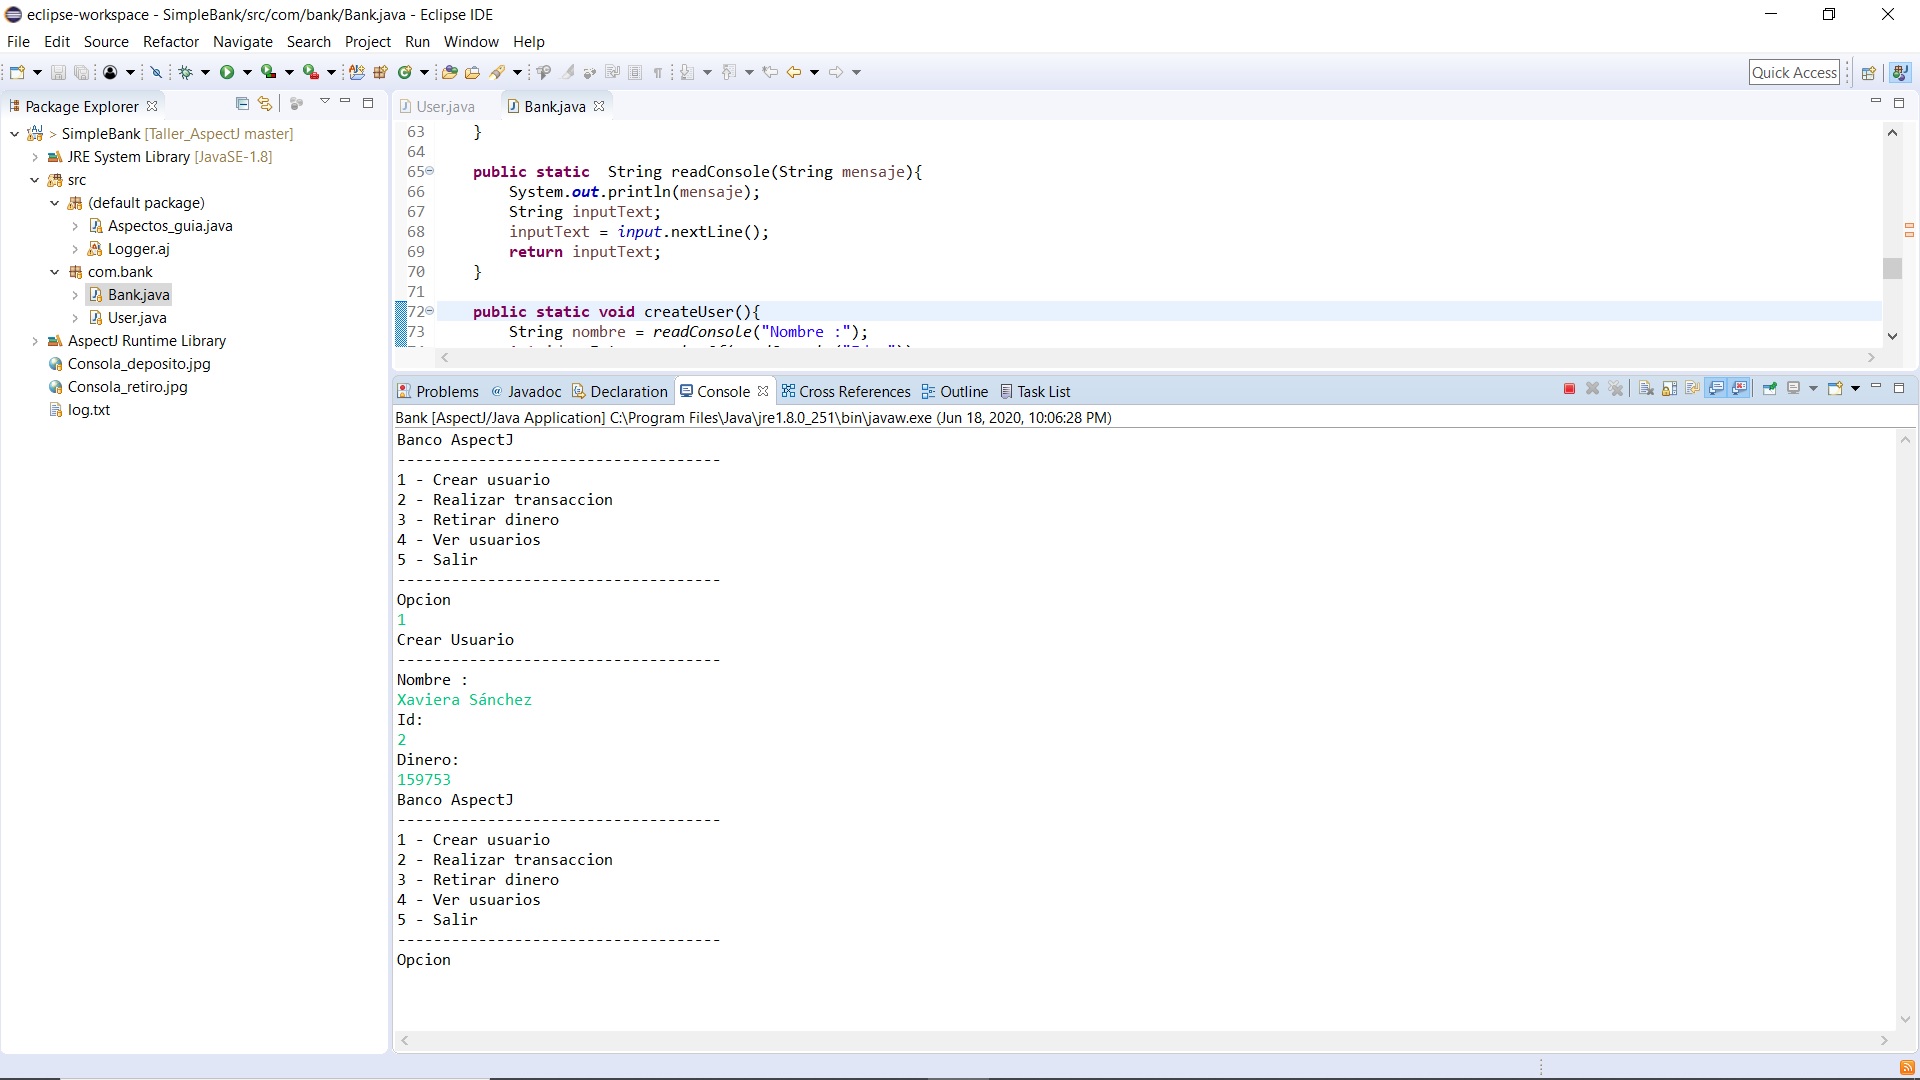 eclipse-workspace - SimpleBank/src/com/bank/Bank.java - Eclipse IDE
File Edit Source Refactor Navigate Search Project Run Window Help
Quick Access
Package Explorer
> SimpleBank [Taller_AspectJ master]
JRE System Library [JavaSE-1.8]
src
(default package)
Aspectos_guia.java
Logger.aj
com.bank
Bank.java
User.java
AspectJ Runtime Library
Consola_deposito.jpg
Consola_retiro.jpg
log.txt
User.java Bank.java
63 }
64
65 public static String readConsole(String mensaje){
66 System.out.println(mensaje);
67 String inputText;
68 inputText = input.nextLine();
69 return inputText;
70 }
71
72 public static void createUser(){
73 String nombre = readConsole("Nombre :");
Problems @ Javadoc Declaration Console Cross References Outline Task List
Bank [AspectJ/Java Application] C:\Program Files\Java\jre1.8.0_251\bin\javaw.exe (Jun 18, 2020, 10:06:28 PM)
Banco AspectJ
------------------------------------
1 - Crear usuario
2 - Realizar transaccion
3 - Retirar dinero
4 - Ver usuarios
5 - Salir
------------------------------------
Opcion
1
Crear Usuario
------------------------------------
Nombre :
Xaviera Sánchez
Id:
2
Dinero:
159753
Banco AspectJ
------------------------------------
1 - Crear usuario
2 - Realizar transaccion
3 - Retirar dinero
4 - Ver usuarios
5 - Salir
------------------------------------
Opcion